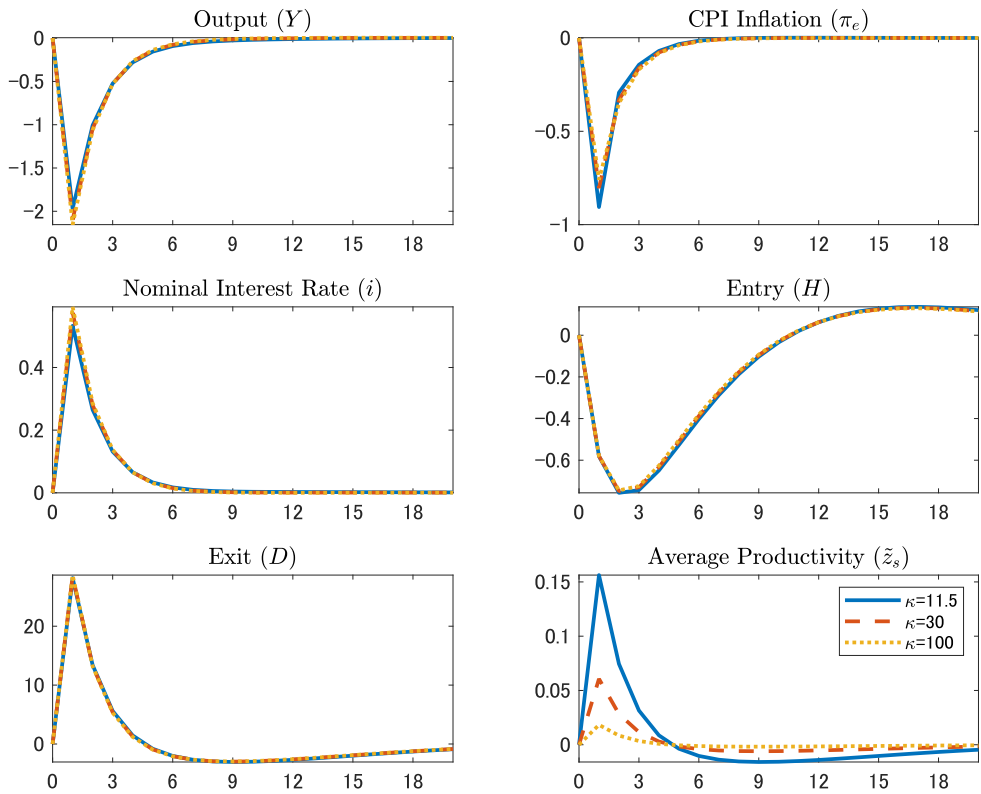 Output (Y)
0
−0.5
−1
−1.5
−2
0 3 6 9 12 15 18
CPI Inflation (π_e)
0
−0.5
−1
0 3 6 9 12 15 18
Nominal Interest Rate (i)
0.4
0.2
0
0 3 6 9 12 15 18
Entry (H)
0
−0.2
−0.4
−0.6
0 3 6 9 12 15 18
Exit (D)
20
10
0
0 3 6 9 12 15 18
Average Productivity (z̃_s)
0.15
0.1
0.05
0
κ=11.5
κ=30
κ=100
0 3 6 9 12 15 18